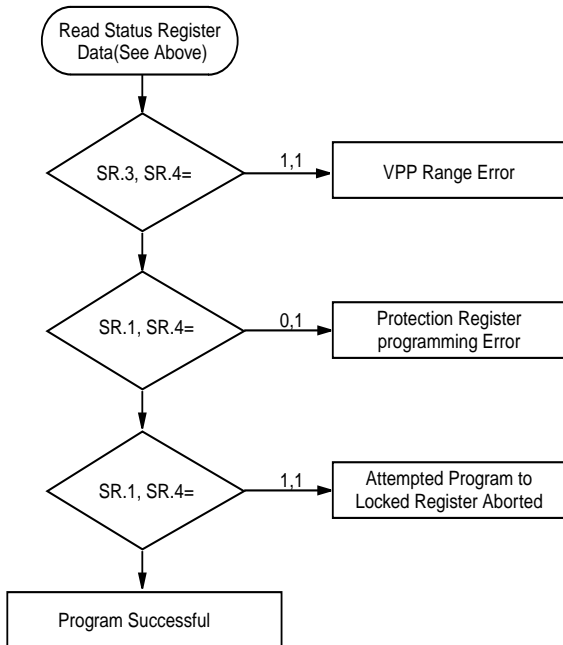 Read Status Register
Data(See Above)
SR.3, SR.4=
1,1
VPP Range Error
SR.1, SR.4=
0,1
Protection Register
programming Error
SR.1, SR.4=
1,1
Attempted Program to
Locked Register Aborted
Program Successful